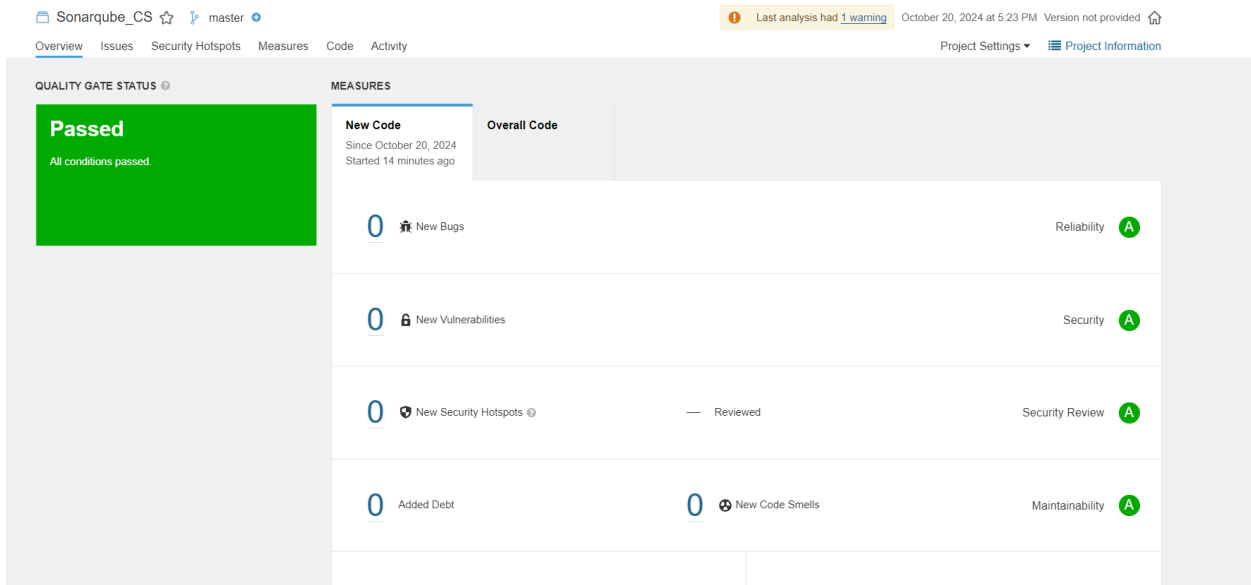 Sonarqube_CS master Last analysis had 1 warning October 20, 2024 at 5:23 PM Version not provided
Overview Issues Security Hotspots Measures Code Activity Project Settings Project Information
QUALITY GATE STATUS
Passed
All conditions passed.
MEASURES
New Code
Since October 20, 2024
Started 14 minutes ago
Overall Code
0 New Bugs Reliability A
0 New Vulnerabilities Security A
0 New Security Hotspots — Reviewed Security Review A
0 Added Debt 0 New Code Smells Maintainability A